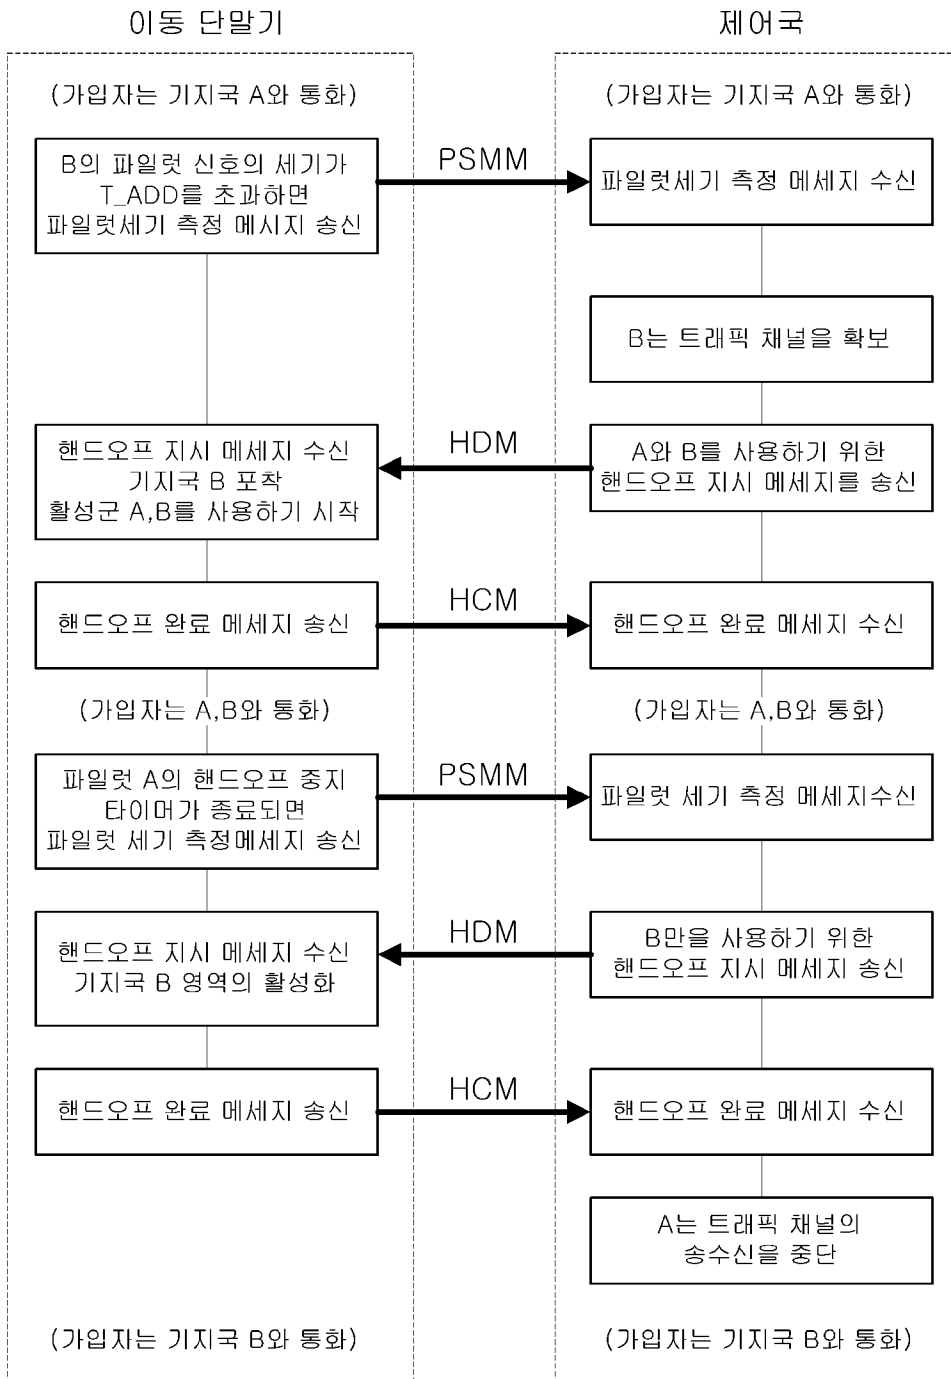 이동 단말기
제어국
(가입자는 기지국 A와 통화)
(가입자는 기지국 A와 통화)
B의 파일럿 신호의 세기가
T_ADD를 초과하면
파일럿세기 측정 메시지 송신
PSMM
파일럿세기 측정 메세지 수신
B는 트래픽 채널을 확보
핸드오프 지시 메세지 수신
기지국 B 포착
활성군 A,B를 사용하기 시작
HDM
A와 B를 사용하기 위한
핸드오프 지시 메세지를 송신
핸드오프 완료 메세지 송신
HCM
핸드오프 완료 메세지 수신
(가입자는 A,B와 통화)
(가입자는 A,B와 통화)
파일럿 A의 핸드오프 중지
타이머가 종료되면
파일럿 세기 측정메세지 송신
PSMM
파일럿 세기 측정 메세지수신
핸드오프 지시 메세지 수신
기지국 B 영역의 활성화
HDM
B만을 사용하기 위한
핸드오프 지시 메세지 송신
핸드오프 완료 메세지 송신
HCM
핸드오프 완료 메세지 수신
A는 트래픽 채널의
송수신을 중단
(가입자는 기지국 B와 통화)
(가입자는 기지국 B와 통화)